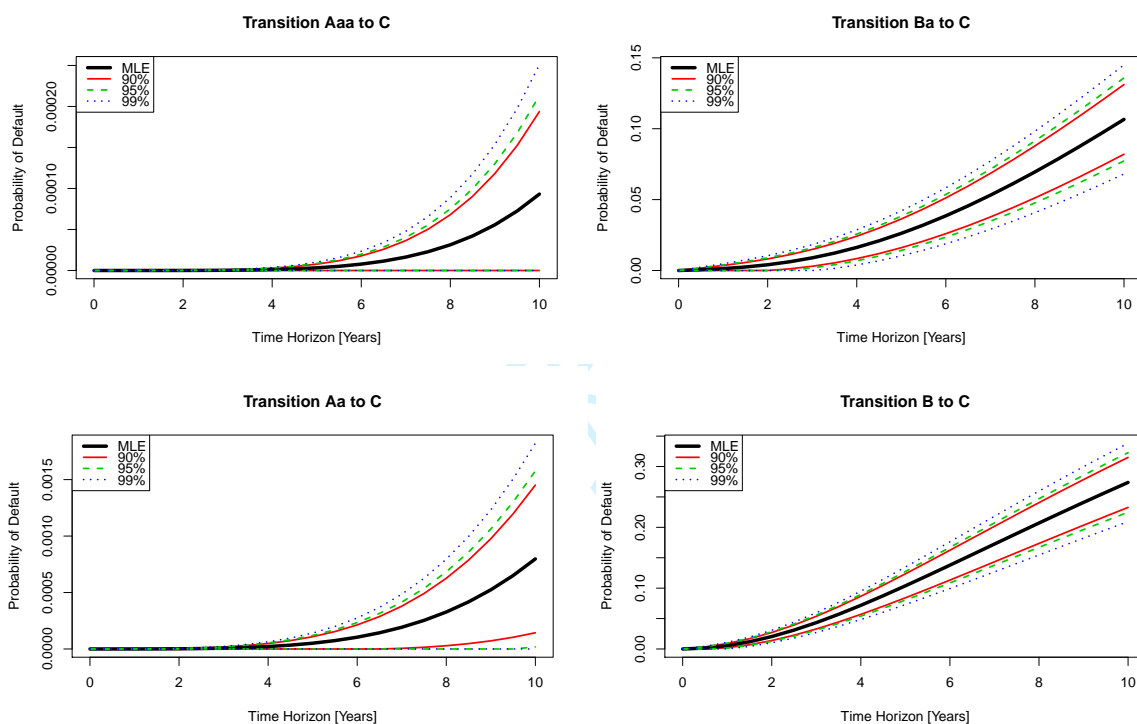 Transition Aaa to C
MLE
90%
95%
99%
Probability of Default
0.00000
0.00010
0.00020
0 2 4 6 8 10
Time Horizon [Years]
Transition Ba to C
MLE
90%
95%
99%
Probability of Default
0.00
0.05
0.10
0.15
0 2 4 6 8 10
Time Horizon [Years]
Transition Aa to C
MLE
90%
95%
99%
Probability of Default
0.0000
0.0005
0.0010
0.0015
0 2 4 6 8 10
Time Horizon [Years]
Transition B to C
MLE
90%
95%
99%
Probability of Default
0.00
0.10
0.20
0.30
0 2 4 6 8 10
Time Horizon [Years]